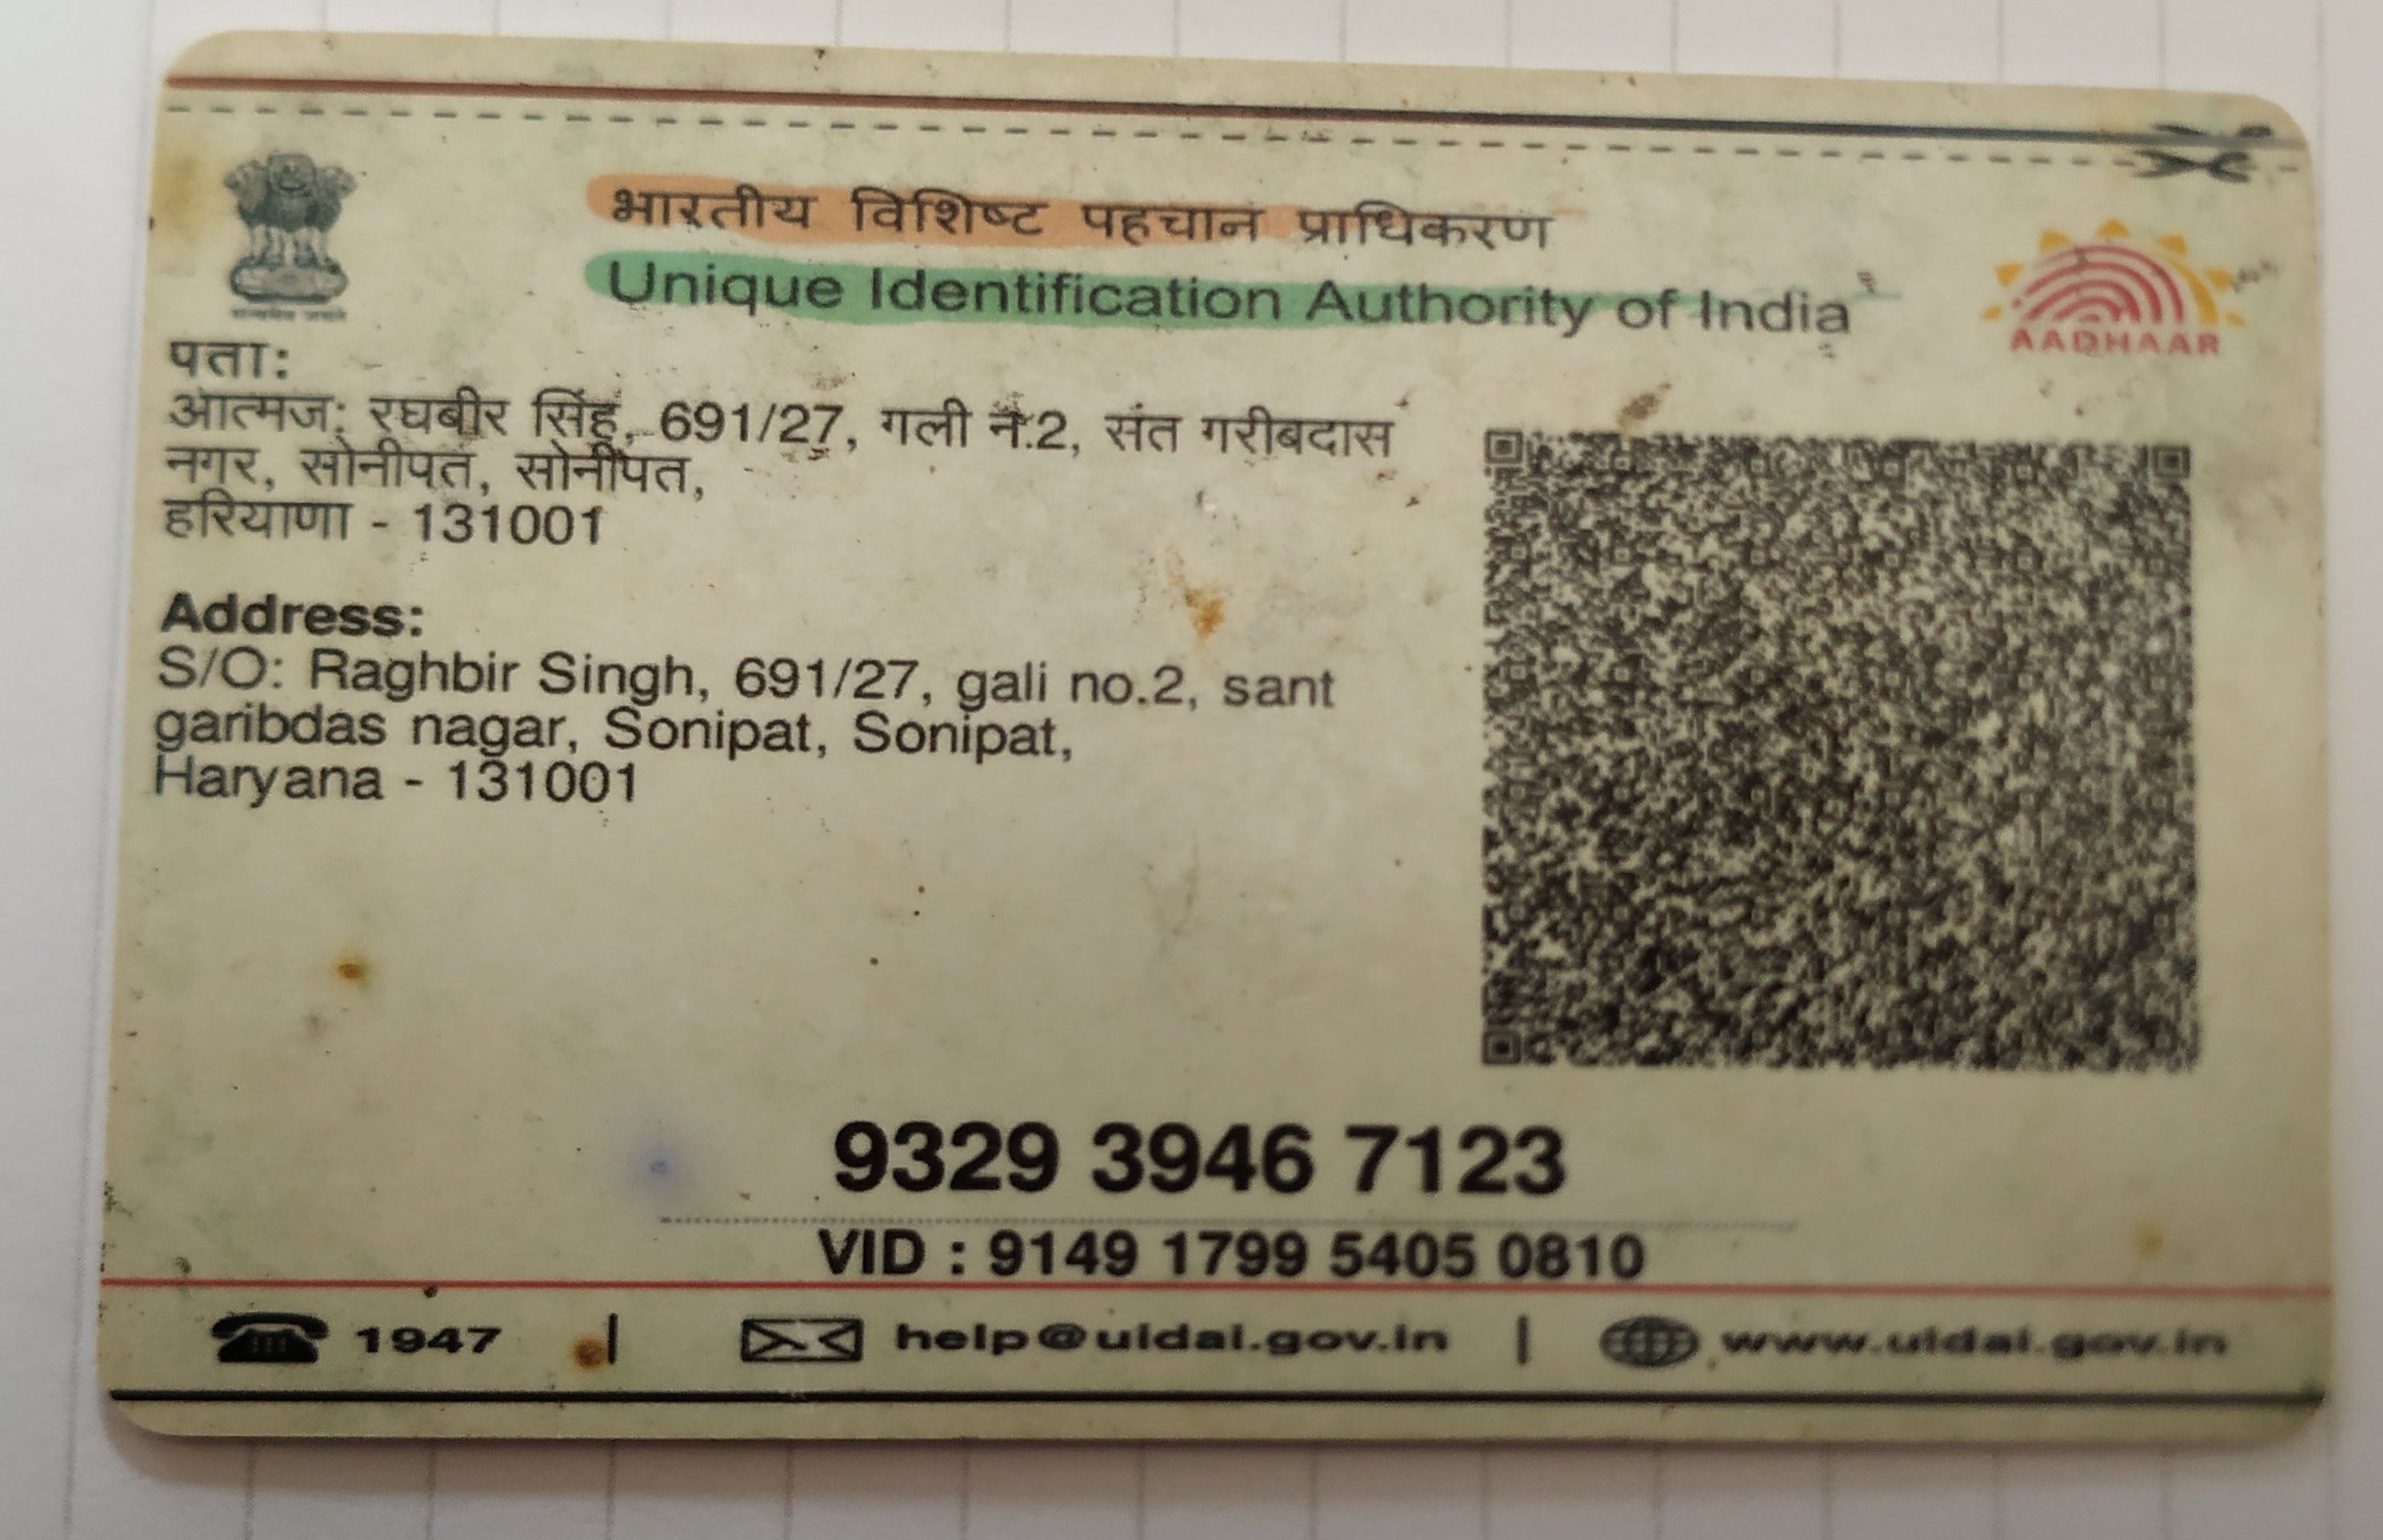 भारतीय विशिष्ट पहचान प्राधिकरण
Unique Identification Authority of India
AADHAAR
पता:
आत्मज: रघबीर सिंह, 691/27, गली न.2, संत गरीबदास
नगर, सोनीपत, सोनीपत,
हरियाणा - 131001
Address:
S/O: Raghbir Singh, 691/27, gali no.2, sant
garibdas nagar, Sonipat, Sonipat,
Haryana - 131001
9329 3946 7123
VID : 9149 1799 5405 0810
1947 | help@uidai.gov.in | www.uidai.gov.in